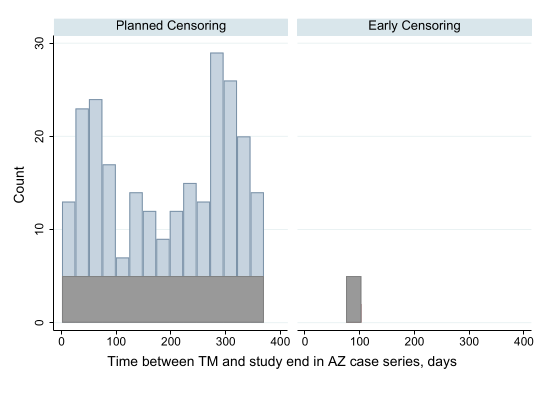 Planned Censoring
Early Censoring
30
20
10
0
Count
0 100 200 300 400
0 100 200 300 400
Time between TM and study end in AZ case series, days